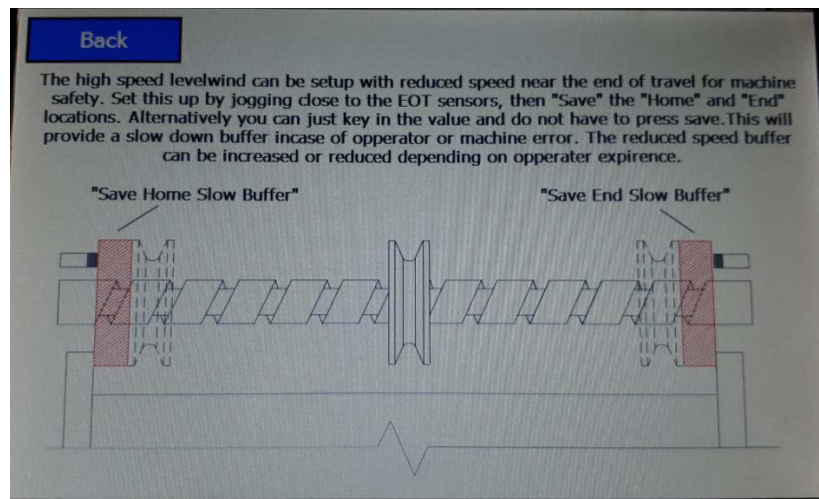 Back
The high speed levelwind can be setup with reduced speed near the end of travel for machine
safety. Set this up by jogging close to the EOT sensors, then "Save" the "Home" and "End"
locations. Alternatively you can just key in the value and do not have to press save.This will
provide a slow down buffer incase of opperator or machine error. The reduced speed buffer
can be increased or reduced depending on opperater expirence.
"Save Home Slow Buffer"
"Save End Slow Buffer"